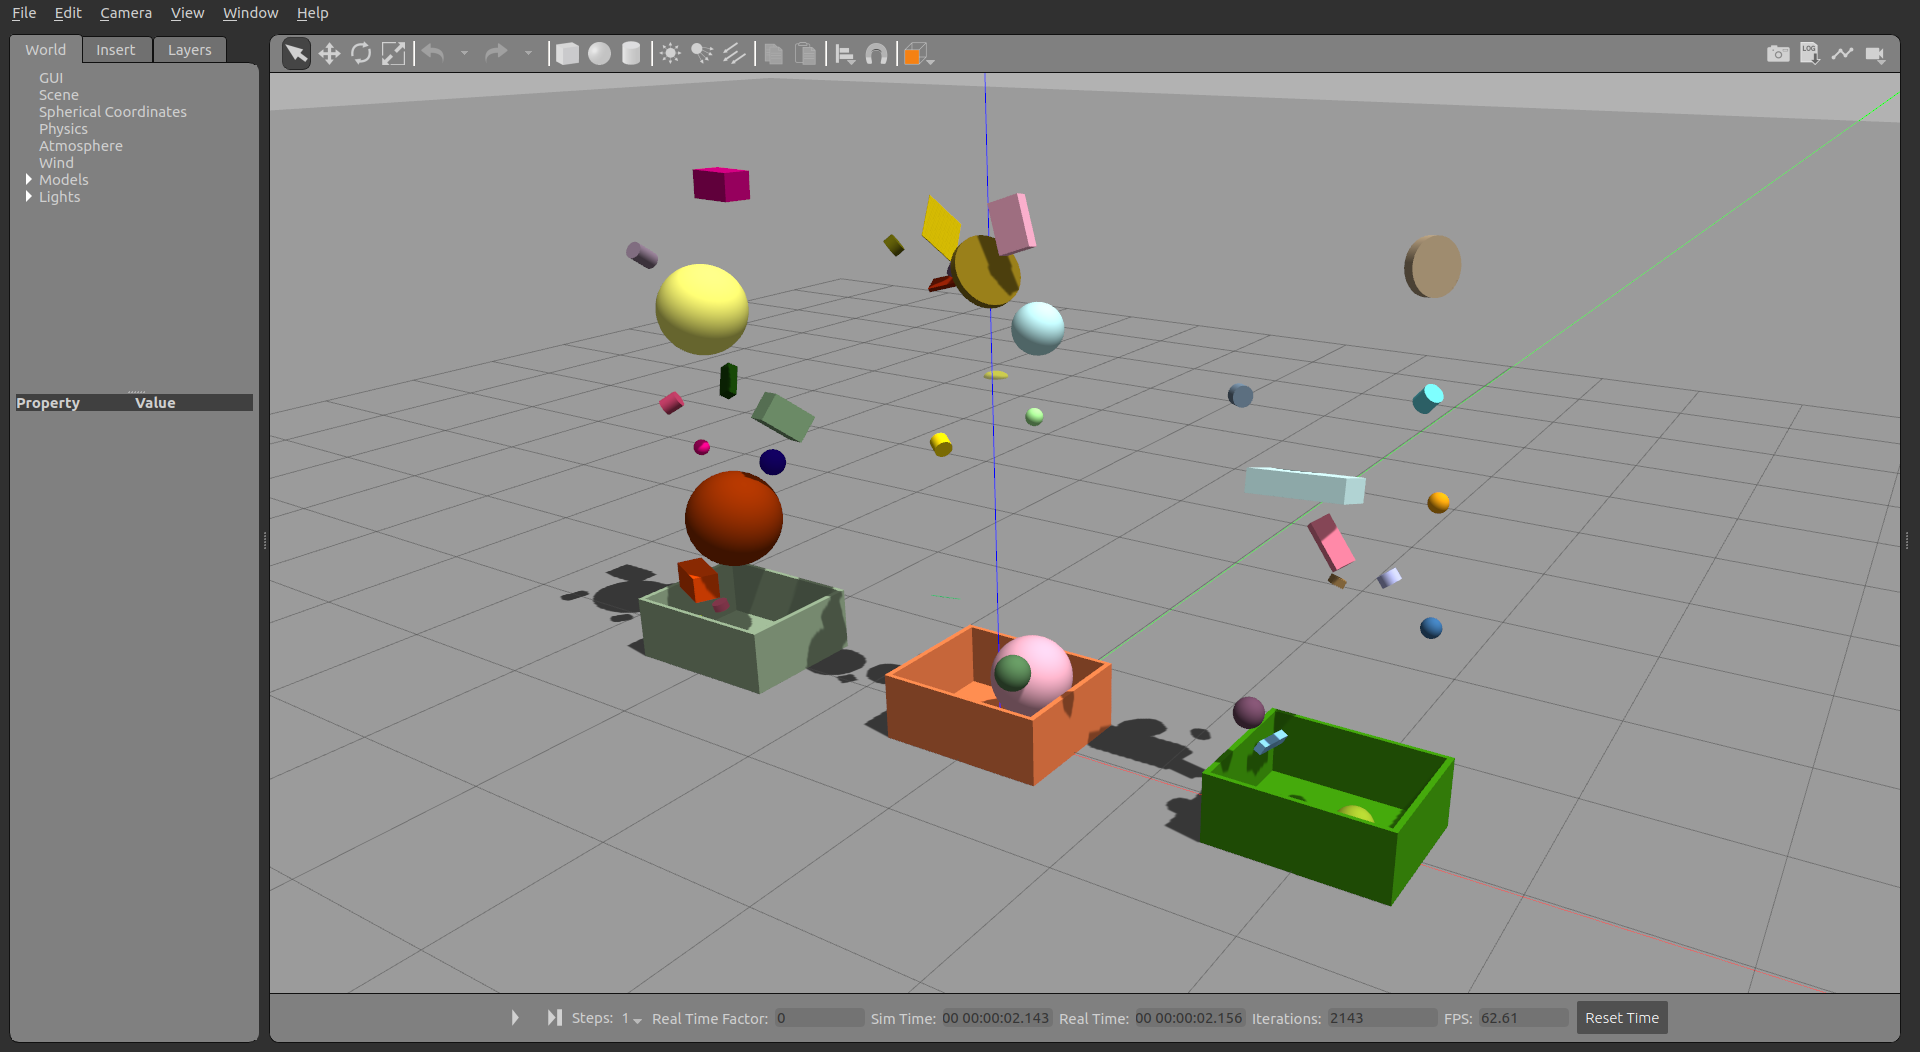 File Edit Camera View Window Help
World Insert Layers
GUI
Scene
Spherical Coordinates
Physics
Atmosphere
Wind
Models
Lights
Property Value
LOG
Steps: 1 Real Time Factor: 0 Sim Time: 00 00:00:02.143 Real Time: 00 00:00:02.156 Iterations: 2143 FPS: 62.61 Reset Time